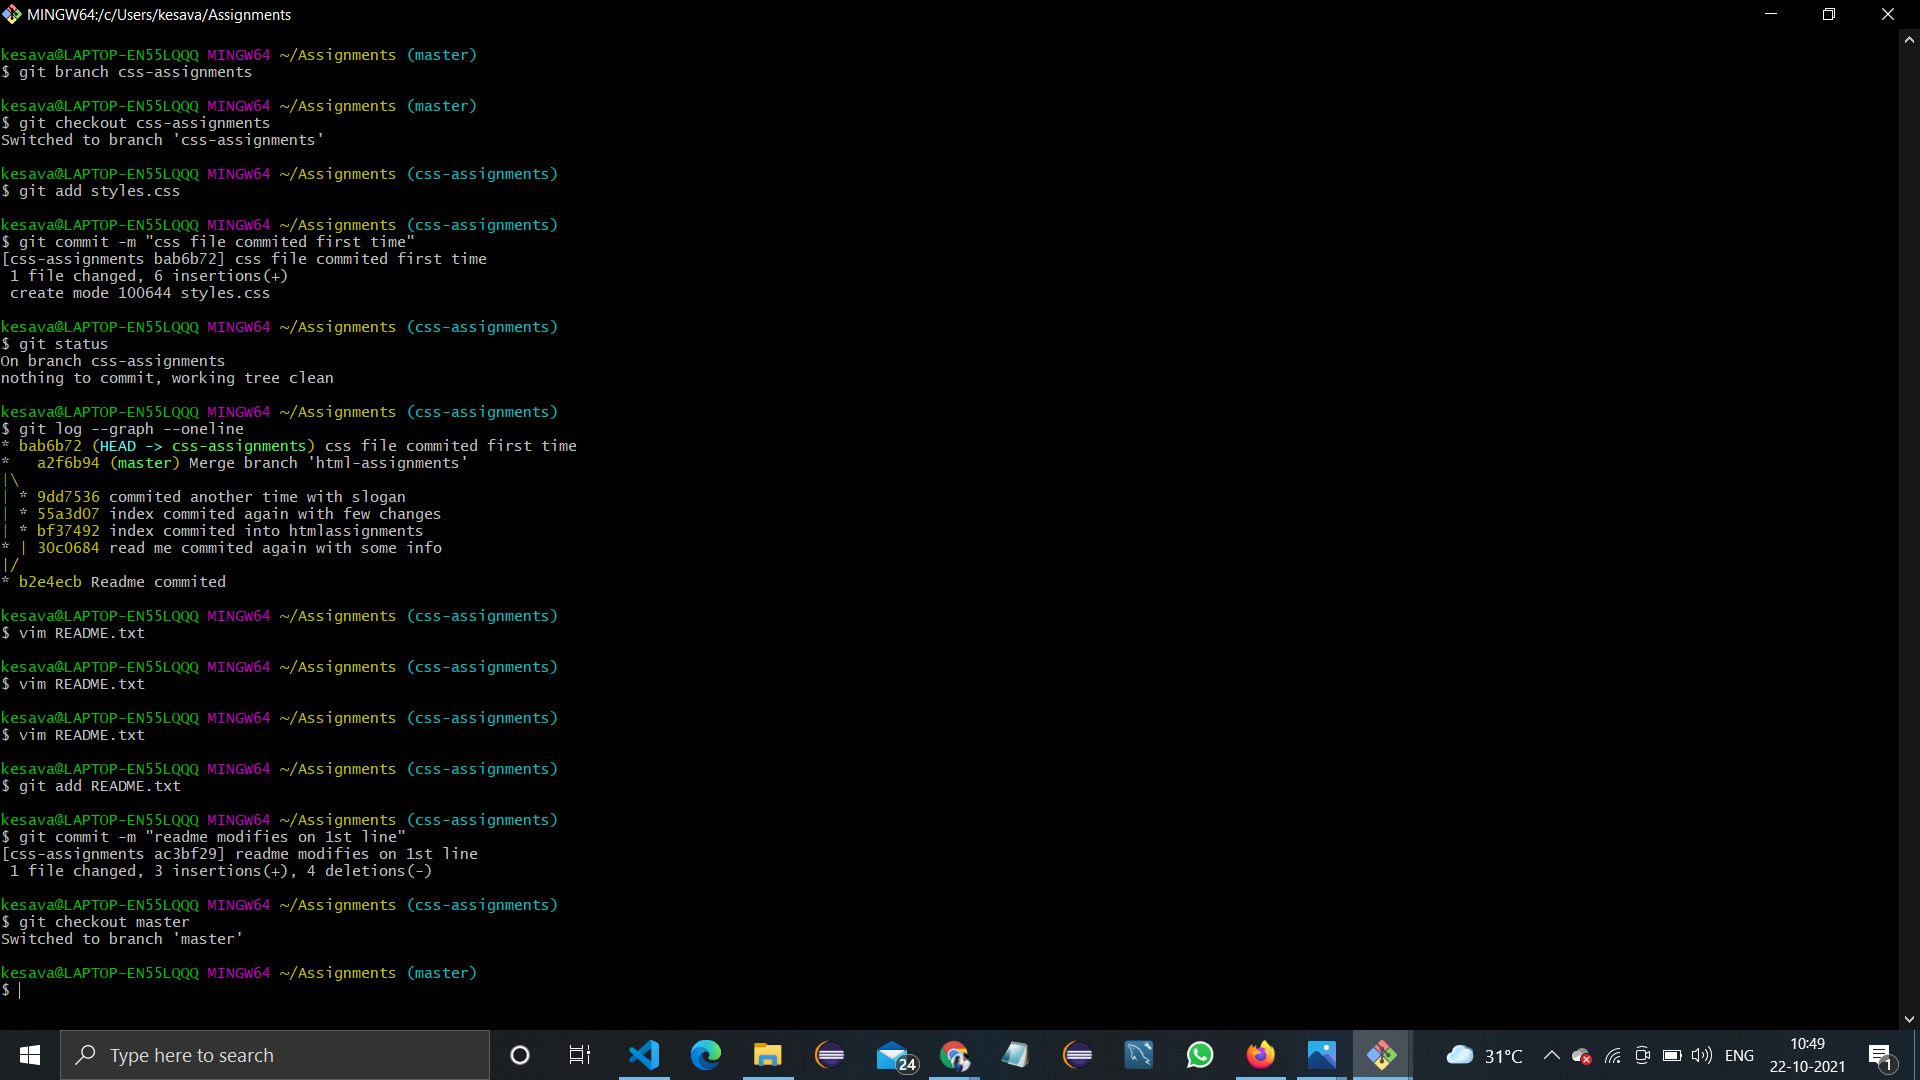 MINGW64:/c/Users/kesava/Assignments
kesava@LAPTOP-EN55LQQQ MINGW64 ~/Assignments (master)
$ git branch css-assignments
kesava@LAPTOP-EN55LQQQ MINGW64 ~/Assignments (master)
$ git checkout css-assignments
Switched to branch 'css-assignments'
kesava@LAPTOP-EN55LQQQ MINGW64 ~/Assignments (css-assignments)
$ git add styles.css
kesava@LAPTOP-EN55LQQQ MINGW64 ~/Assignments (css-assignments)
$ git commit -m "css file commited first time"
[css-assignments bab6b72] css file commited first time
 1 file changed, 6 insertions(+)
 create mode 100644 styles.css
kesava@LAPTOP-EN55LQQQ MINGW64 ~/Assignments (css-assignments)
$ git status
On branch css-assignments
nothing to commit, working tree clean
kesava@LAPTOP-EN55LQQQ MINGW64 ~/Assignments (css-assignments)
$ git log --graph --oneline
* bab6b72 (HEAD -> css-assignments) css file commited first time
*   a2f6b94 (master) Merge branch 'html-assignments'
|\
| * 9dd7536 commited another time with slogan
| * 55a3d07 index commited again with few changes
| * bf37492 index commited into htmlassignments
* | 30c0684 read me commited again with some info
|/
* b2e4ecb Readme commited
kesava@LAPTOP-EN55LQQQ MINGW64 ~/Assignments (css-assignments)
$ vim README.txt
kesava@LAPTOP-EN55LQQQ MINGW64 ~/Assignments (css-assignments)
$ vim README.txt
kesava@LAPTOP-EN55LQQQ MINGW64 ~/Assignments (css-assignments)
$ vim README.txt
kesava@LAPTOP-EN55LQQQ MINGW64 ~/Assignments (css-assignments)
$ git add README.txt
kesava@LAPTOP-EN55LQQQ MINGW64 ~/Assignments (css-assignments)
$ git commit -m "readme modifies on 1st line"
[css-assignments ac3bf29] readme modifies on 1st line
 1 file changed, 3 insertions(+), 4 deletions(-)
kesava@LAPTOP-EN55LQQQ MINGW64 ~/Assignments (css-assignments)
$ git checkout master
Switched to branch 'master'
kesava@LAPTOP-EN55LQQQ MINGW64 ~/Assignments (master)
$
Type here to search
24
31°C
ENG
10:49
22-10-2021
1